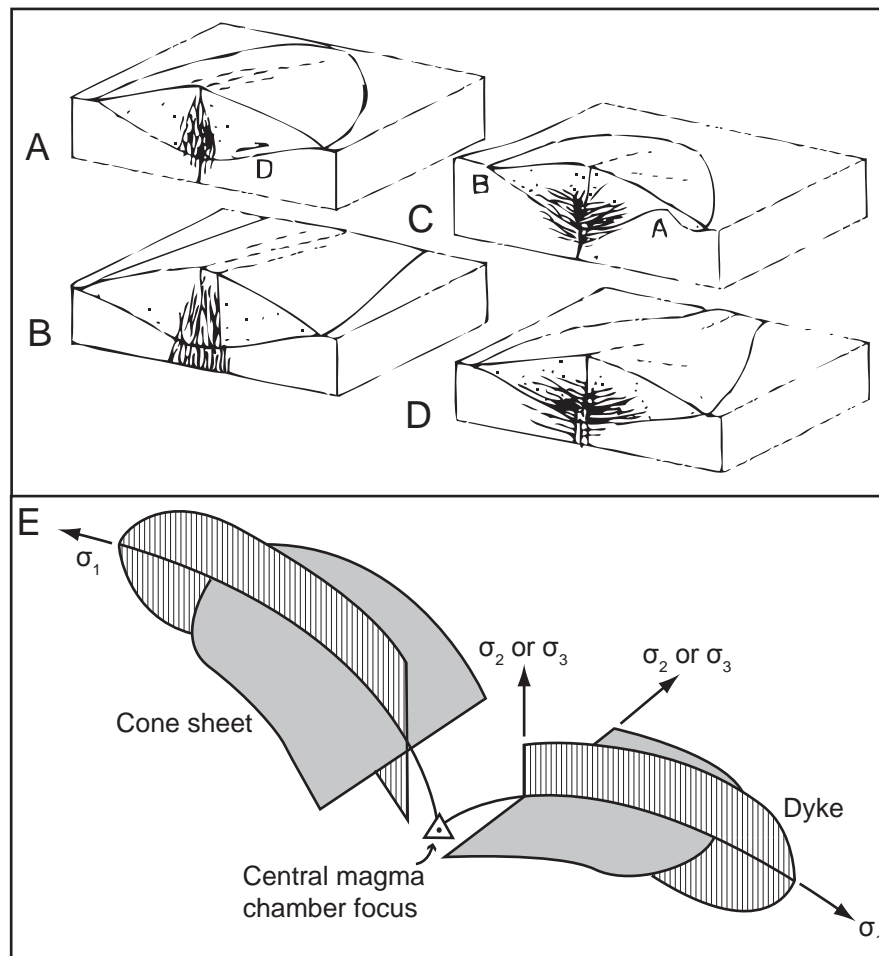 A
D
B
C
B
A
D
E
σ1
Cone sheet
σ2 or σ3
σ2 or σ3
Dyke
Central magma
chamber focus